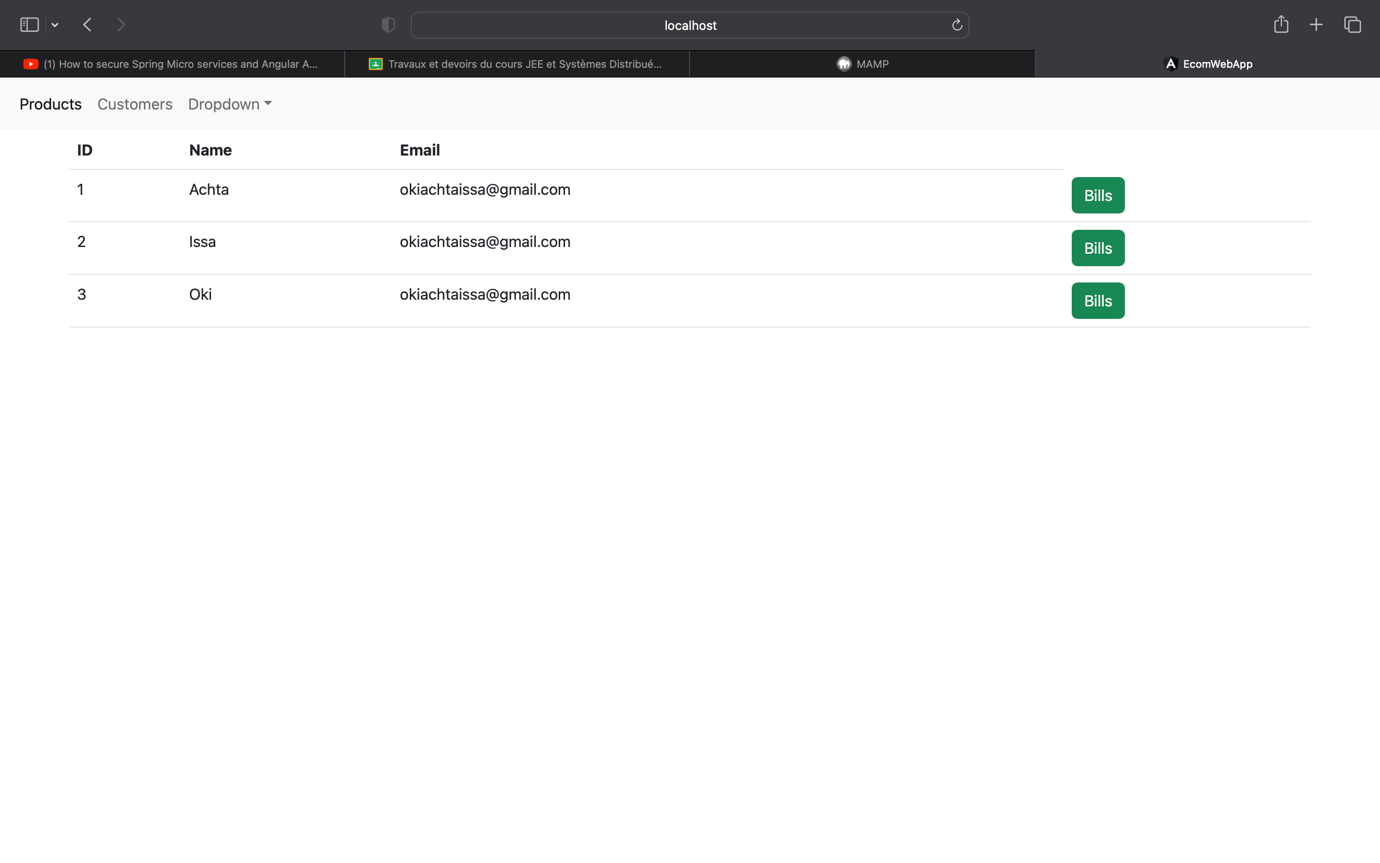 localhost
(1) How to secure Spring Micro services and Angular A...
Travaux et devoirs du cours JEE et Systèmes Distribué...
MAMP
EcomWebApp
Products Customers Dropdown
ID Name Email
1 Achta okiachtaissa@gmail.com Bills
2 Issa okiachtaissa@gmail.com Bills
3 Oki okiachtaissa@gmail.com Bills